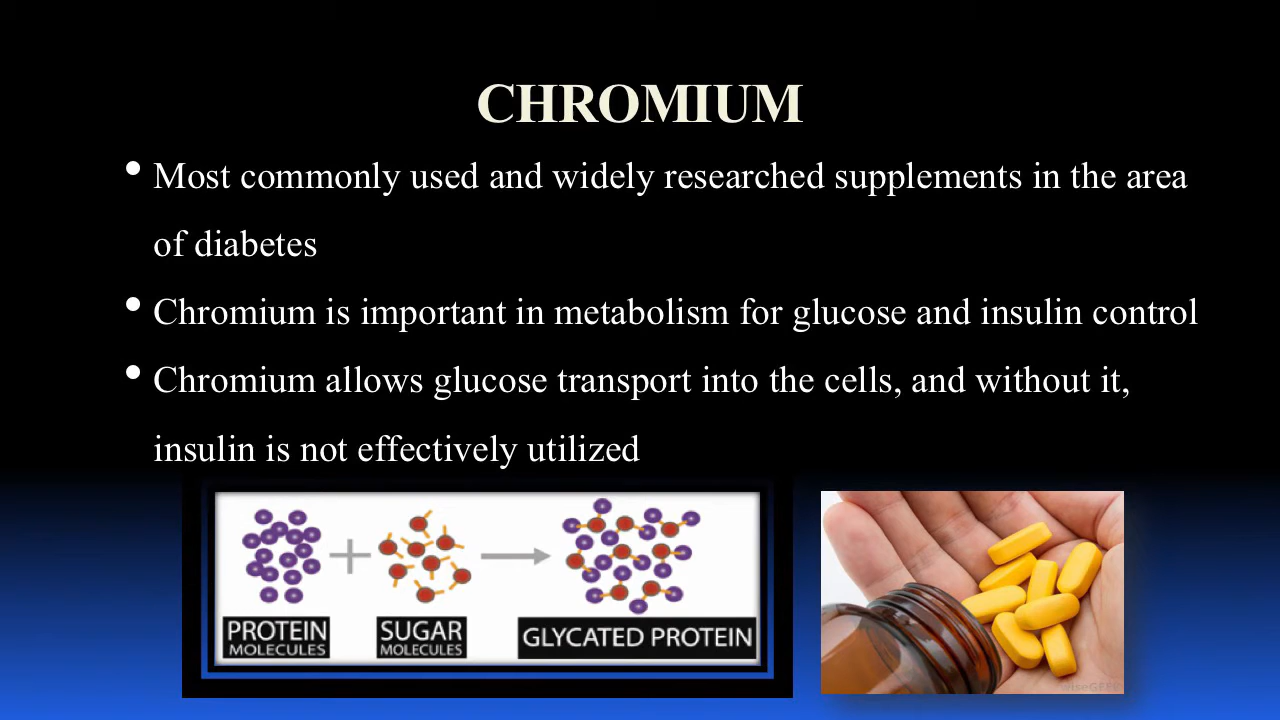 CHROMIUM
• Most commonly used and widely researched supplements in the area
of diabetes
• Chromium is important in metabolism for glucose and insulin control
• Chromium allows glucose transport into the cells, and without it,
insulin is not effectively utilized
PROTEIN
MOLECULES
SUGAR
MOLECULES
GLYCATED PROTEIN